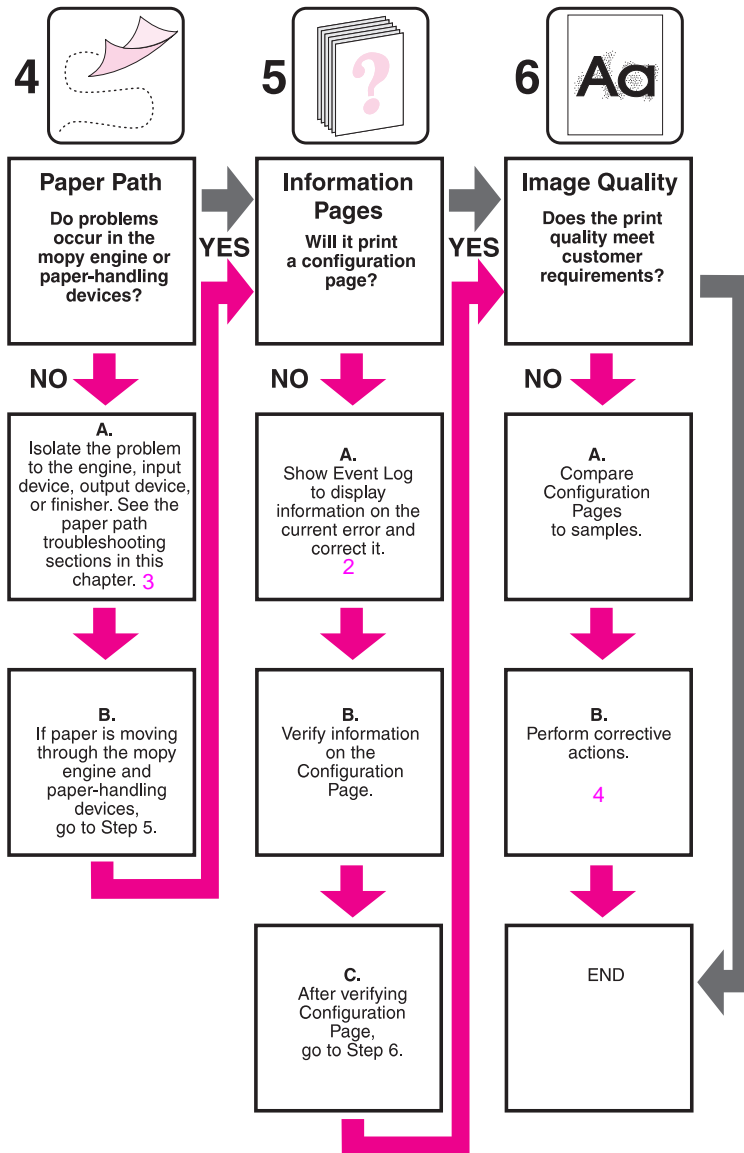 4
Paper Path
Do problems
occur in the
mopy engine or
paper-handling
devices?
YES
NO
A.
Isolate the problem
to the engine, input
device, output device,
or finisher. See the
paper path
troubleshooting
sections in this
chapter. 3
B.
If paper is moving
through the mopy
engine and
paper-handling
devices,
go to Step 5.
5
?
Information
Pages
Will it print
a configuration
page?
YES
NO
A.
Show Event Log
to display
information on the
current error and
correct it.
2
B.
Verify information
on the
Configuration
Page.
C.
After verifying
Configuration
Page,
go to Step 6.
6
Aa
Image Quality
Does the print
quality meet
customer
requirements?
NO
A.
Compare
Configuration
Pages
to samples.
B.
Perform corrective
actions.
4
END